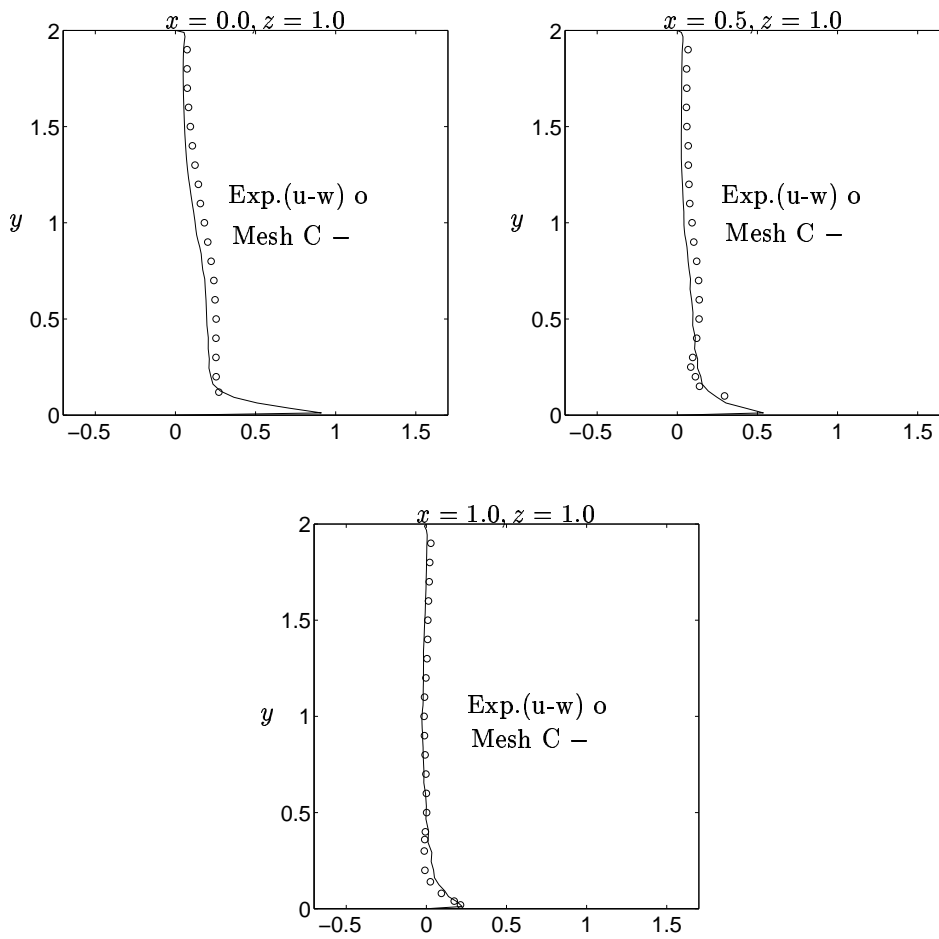 x = 0.0, z = 1.0
2
1.5
Exp.(u-w) o
y
1
Mesh C –
0.5
0
−0.5 0 0.5 1 1.5
x = 0.5, z = 1.0
2
1.5
Exp.(u-w) o
y
1
Mesh C –
0.5
0
−0.5 0 0.5 1 1.5
x = 1.0, z = 1.0
2
1.5
Exp.(u-w) o
y
1
Mesh C –
0.5
0
−0.5 0 0.5 1 1.5